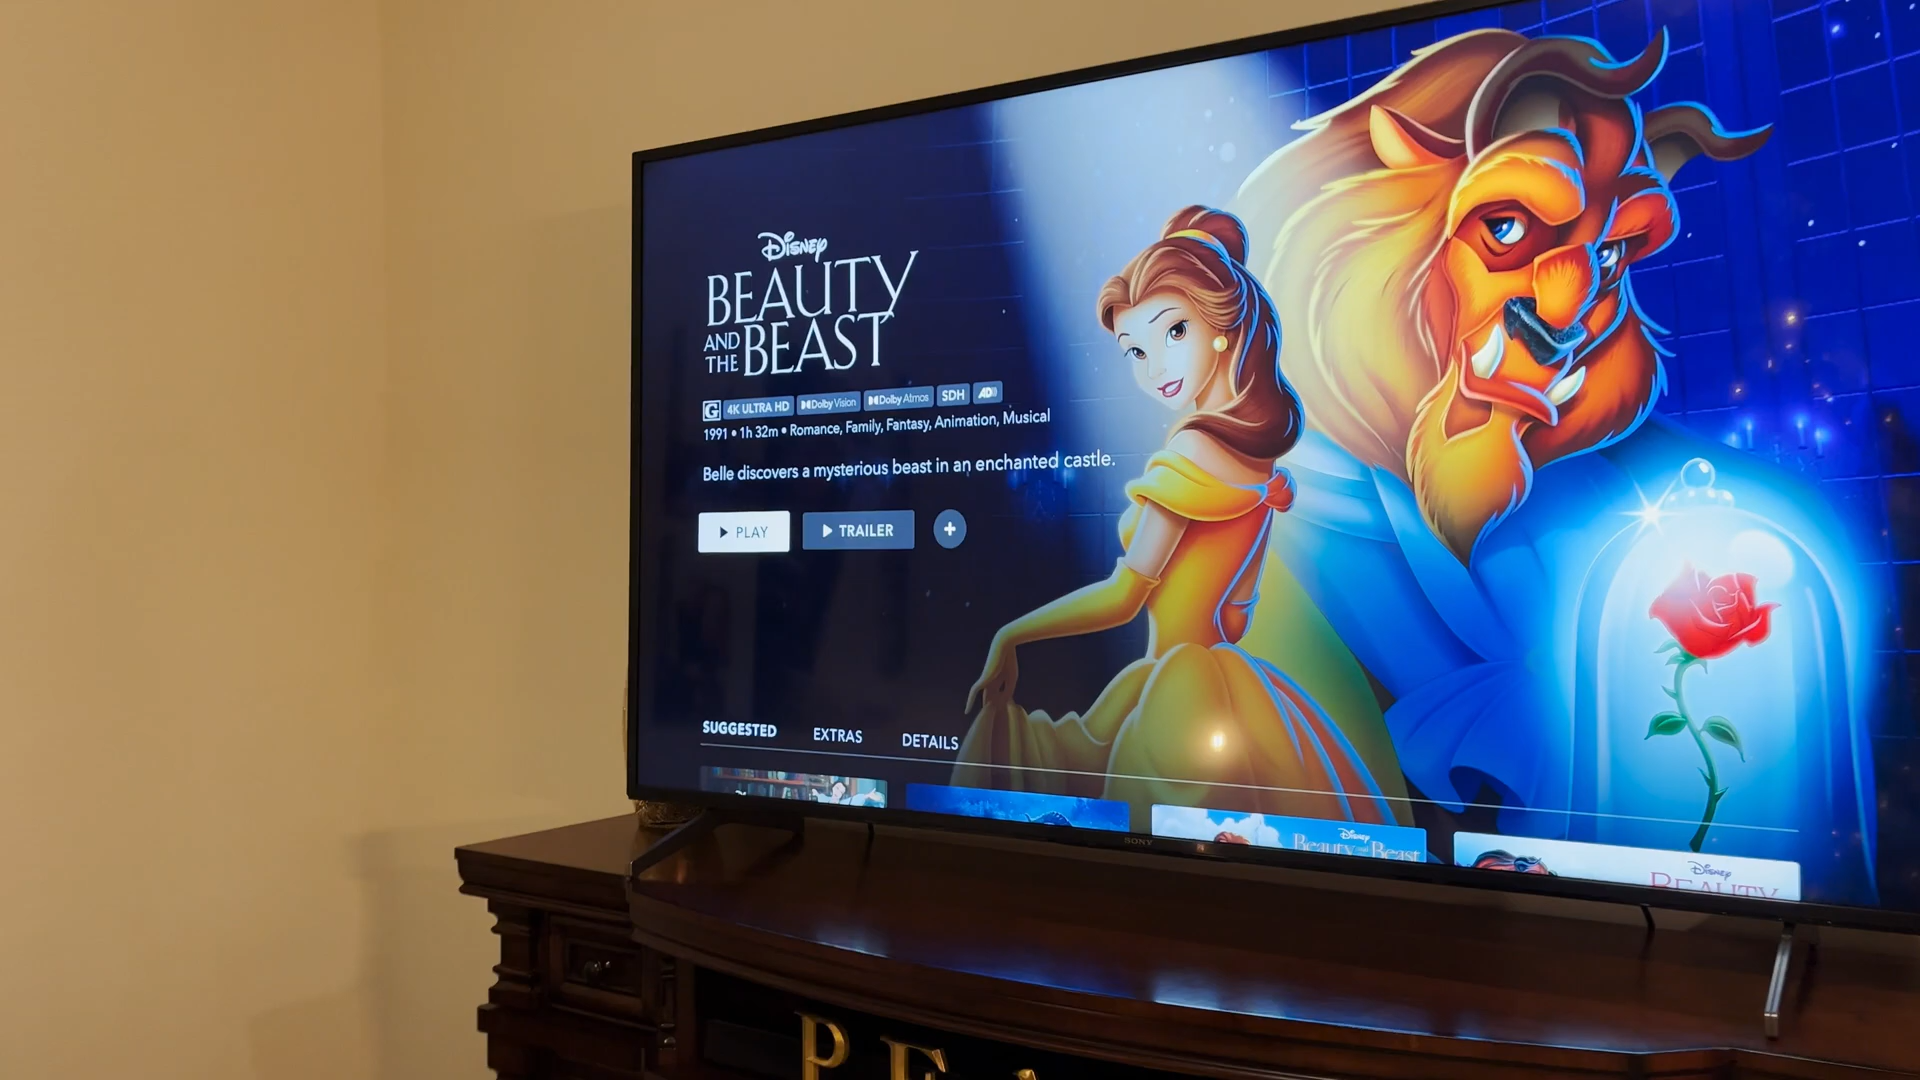 Disney
BEAUTY
AND THE BEAST
G 4K ULTRA HD Dolby Vision Dolby Atmos SDH AD
1991 • 1h 32m • Romance, Family, Fantasy, Animation, Musical
Belle discovers a mysterious beast in an enchanted castle.
PLAY TRAILER +
SUGGESTED EXTRAS DETAILS
Disney
Beauty and the Beast
Disney
BEAUTY
SONY
PE